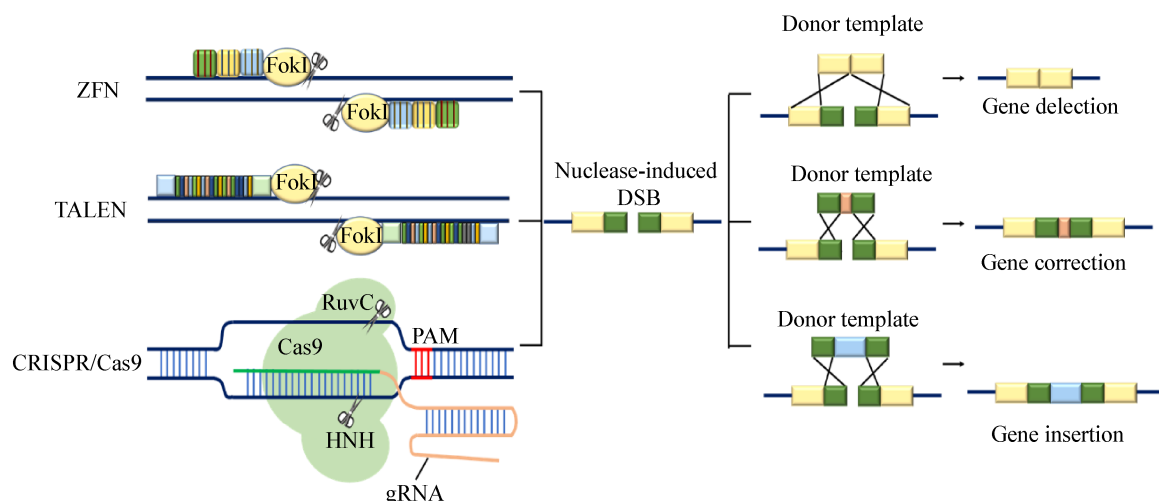 ZFN
FokI
FokI
TALEN
FokI
FokI
CRISPR/Cas9
RuvC
Cas9
PAM
HNH
gRNA
Nuclease-induced
DSB
Donor template
Gene delection
Donor template
Gene correction
Donor template
Gene insertion